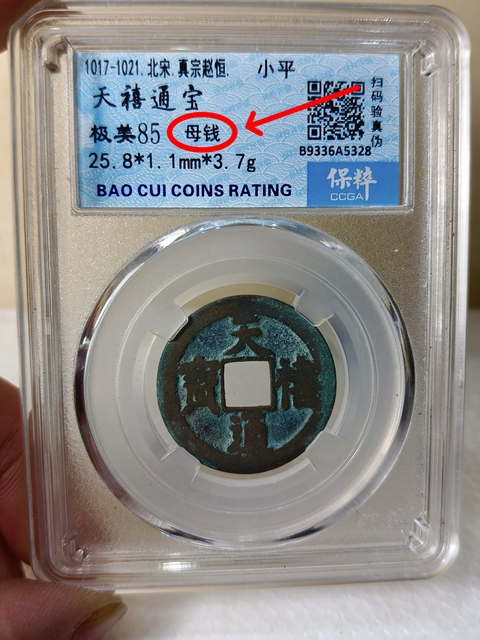 1017-1021.北宋.真宗赵恒. 小平
天禧通宝
极美85 母钱
25.8*1.1mm*3.7g
BAO CUI COINS RATING
扫码验真伪
B9336A5328
保粹
CCGA
天
禧
通
寳